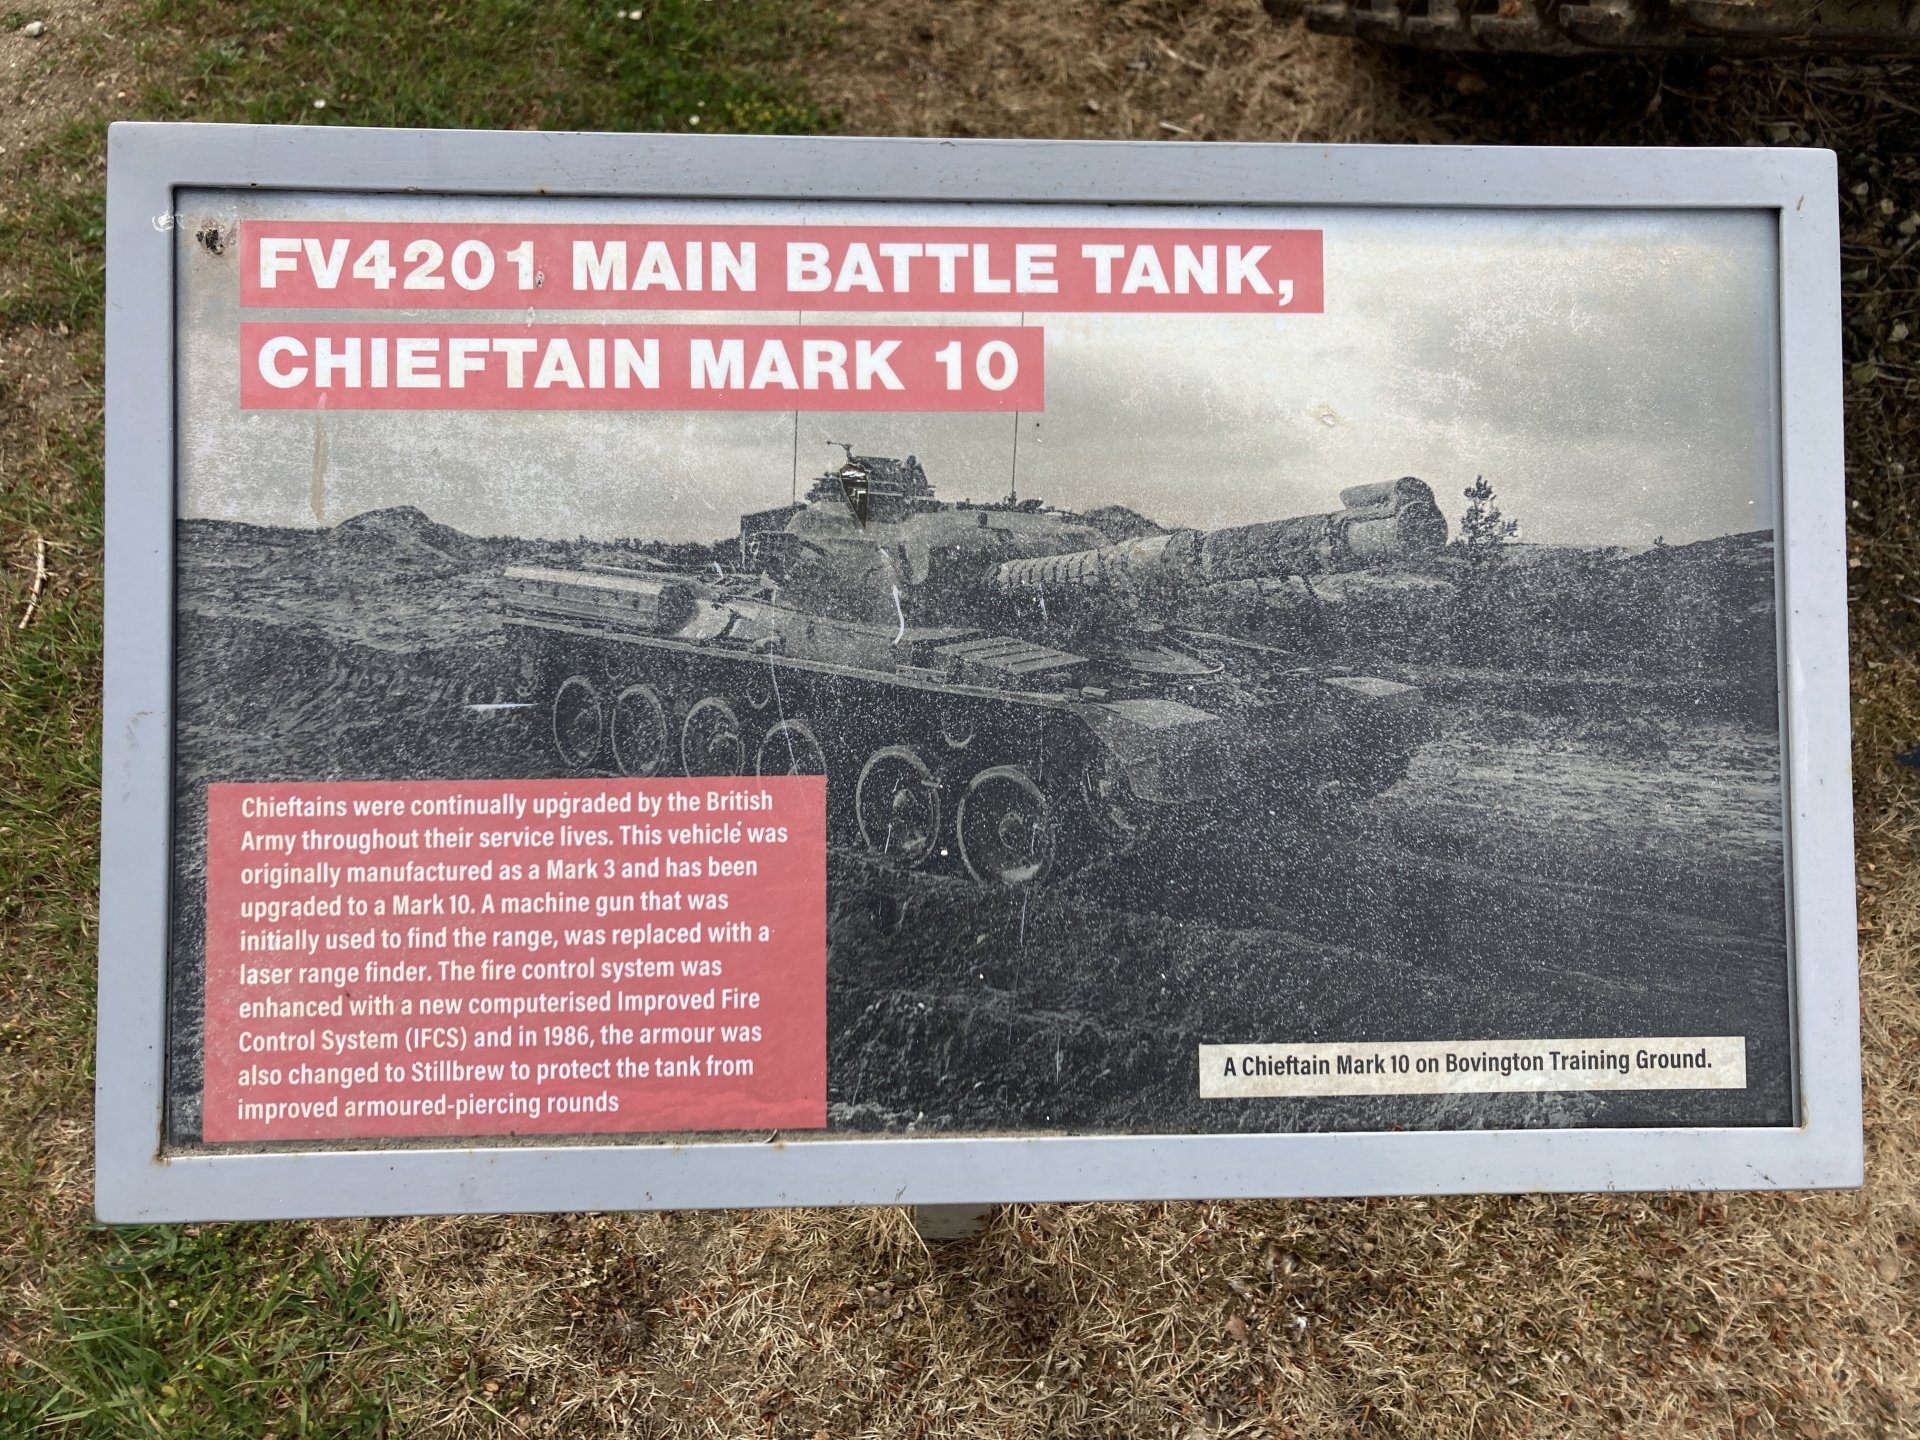 FV4201 MAIN BATTLE TANK,
CHIEFTAIN MARK 10
Chieftains were continually upgraded by the British
Army throughout their service lives. This vehicle was
originally manufactured as a Mark 3 and has been
upgraded to a Mark 10. A machine gun that was
initially used to find the range, was replaced with a
laser range finder. The fire control system was
enhanced with a new computerised Improved Fire
Control System (IFCS) and in 1986, the armour was
also changed to Stillbrew to protect the tank from
improved armoured-piercing rounds
A Chieftain Mark 10 on Bovington Training Ground.